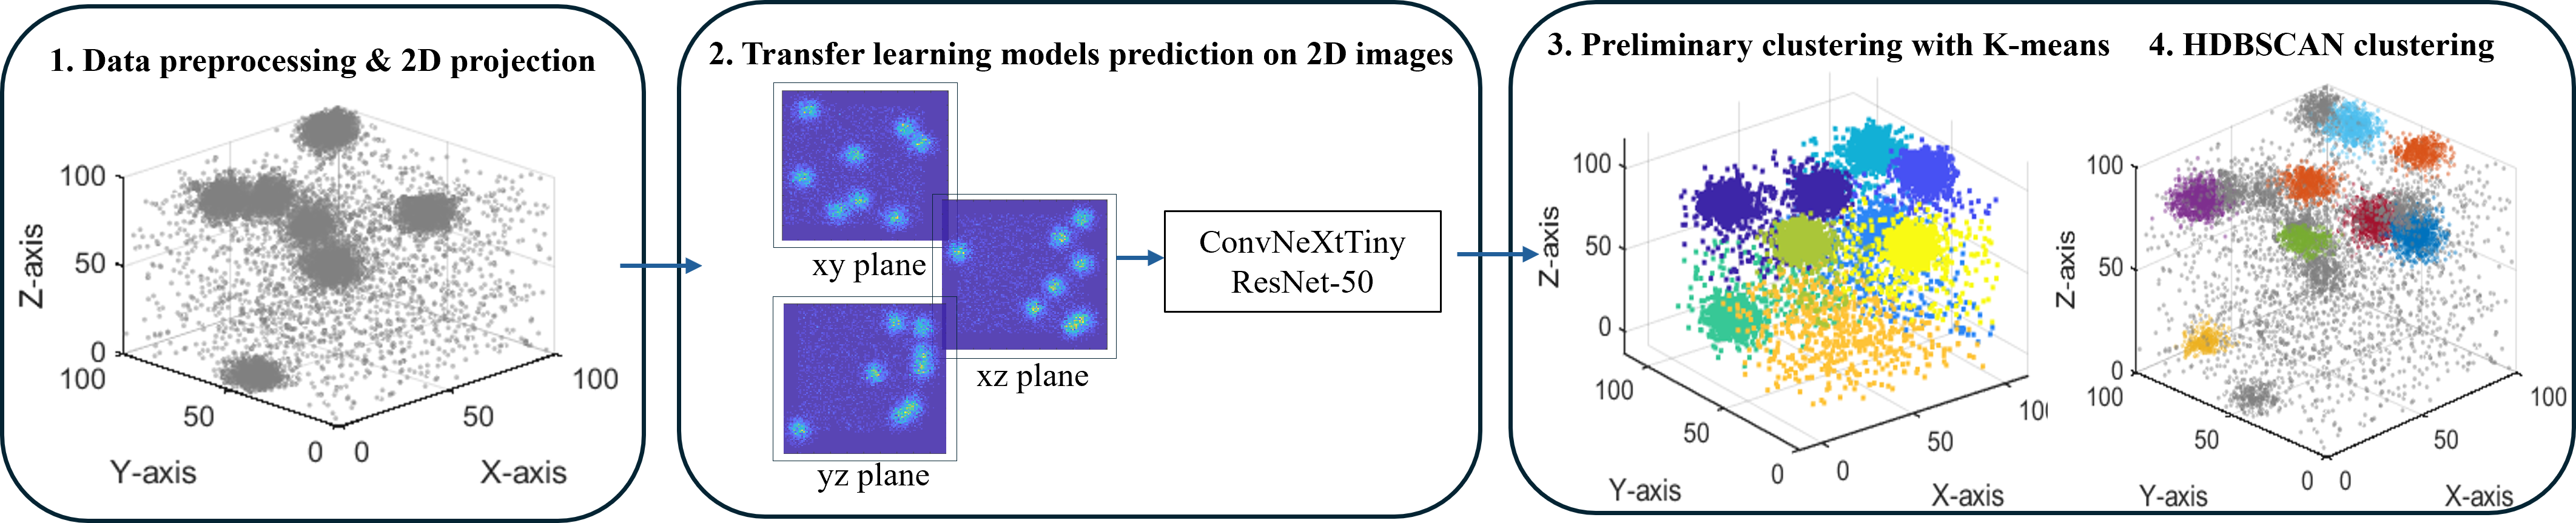 1. Data preprocessing & 2D projection
100
50
0
Z-axis
100
50
0
Y-axis
0
50
100
X-axis
2. Transfer learning models prediction on 2D images
xy plane
xz plane
yz plane
ConvNeXtTiny
ResNet-50
3. Preliminary clustering with K-means
100
50
0
Z-axis
100
50
0
Y-axis
0
50
X-axis
4. HDBSCAN clustering
100
50
0
Z-axis
100
50
0
Y-axis
0
50
100
X-axis